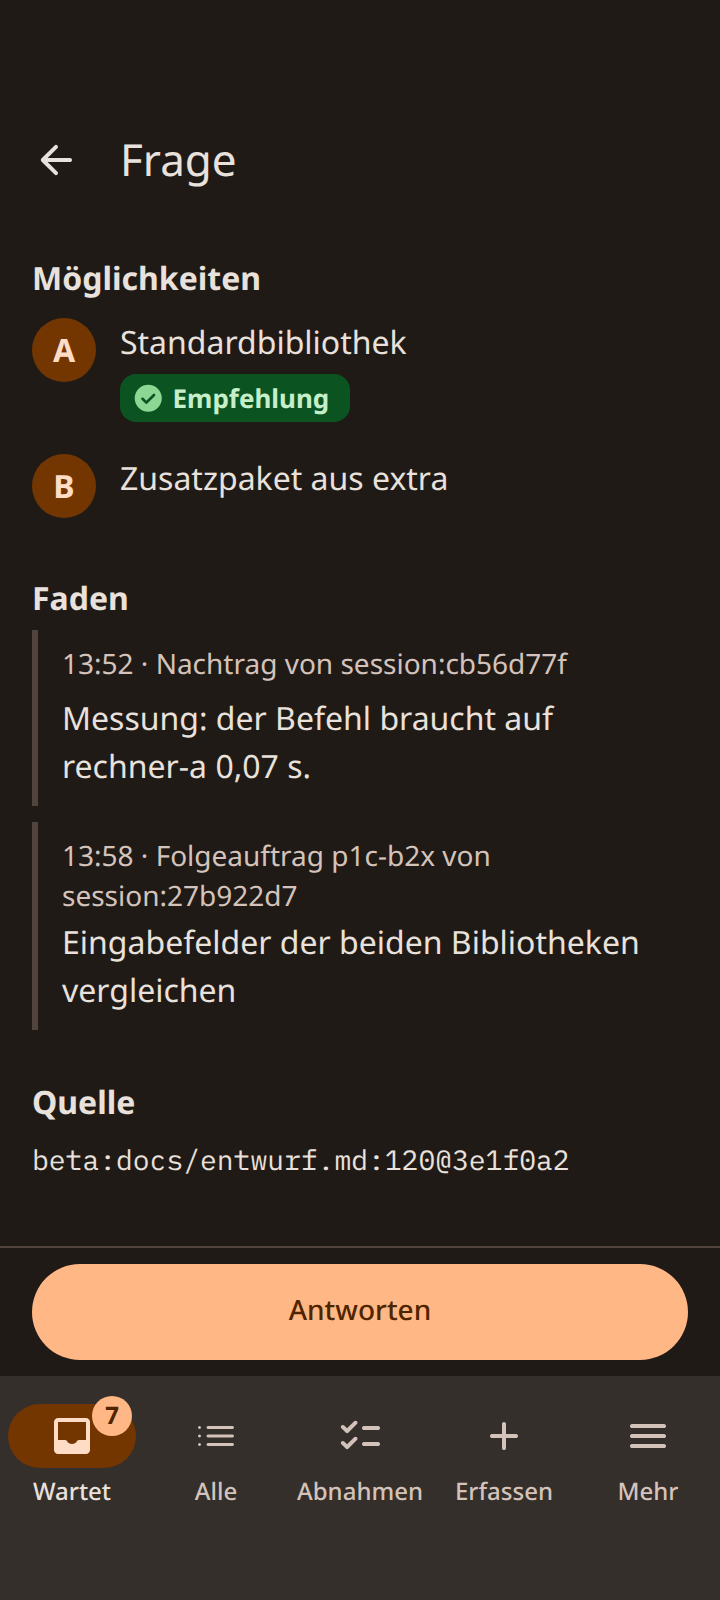 Frage
Möglichkeiten
A
Standardbibliothek
Empfehlung
B
Zusatzpaket aus extra
Faden
13:52 · Nachtrag von session:cb56d77f
Messung: der Befehl braucht auf
rechner-a 0,07 s.
13:58 · Folgeauftrag p1c-b2x von
session:27b922d7
Eingabefelder der beiden Bibliotheken
vergleichen
Quelle
beta:docs/entwurf.md:120@3e1f0a2
Antworten
7
Wartet
Alle
Abnahmen
Erfassen
Mehr